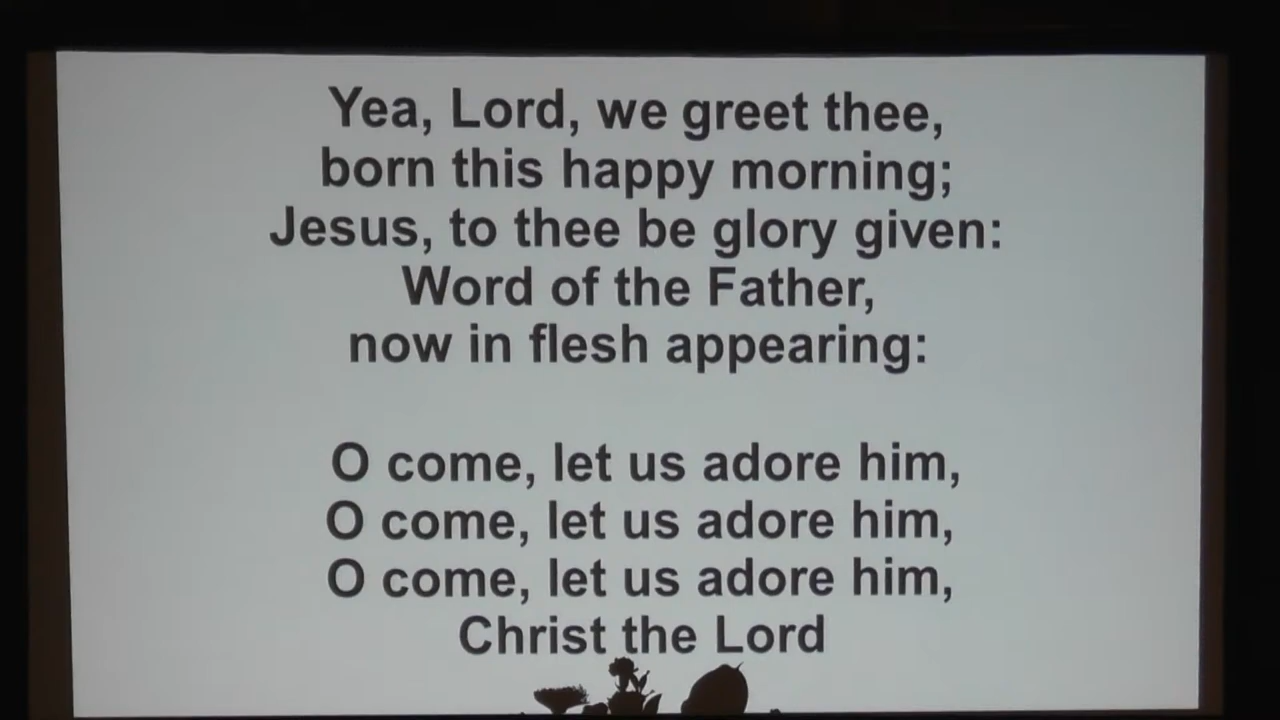 Yea, Lord, we greet thee,
born this happy morning;
Jesus, to thee be glory given:
Word of the Father,
now in flesh appearing:
O come, let us adore him,
O come, let us adore him,
O come, let us adore him,
Christ the Lord